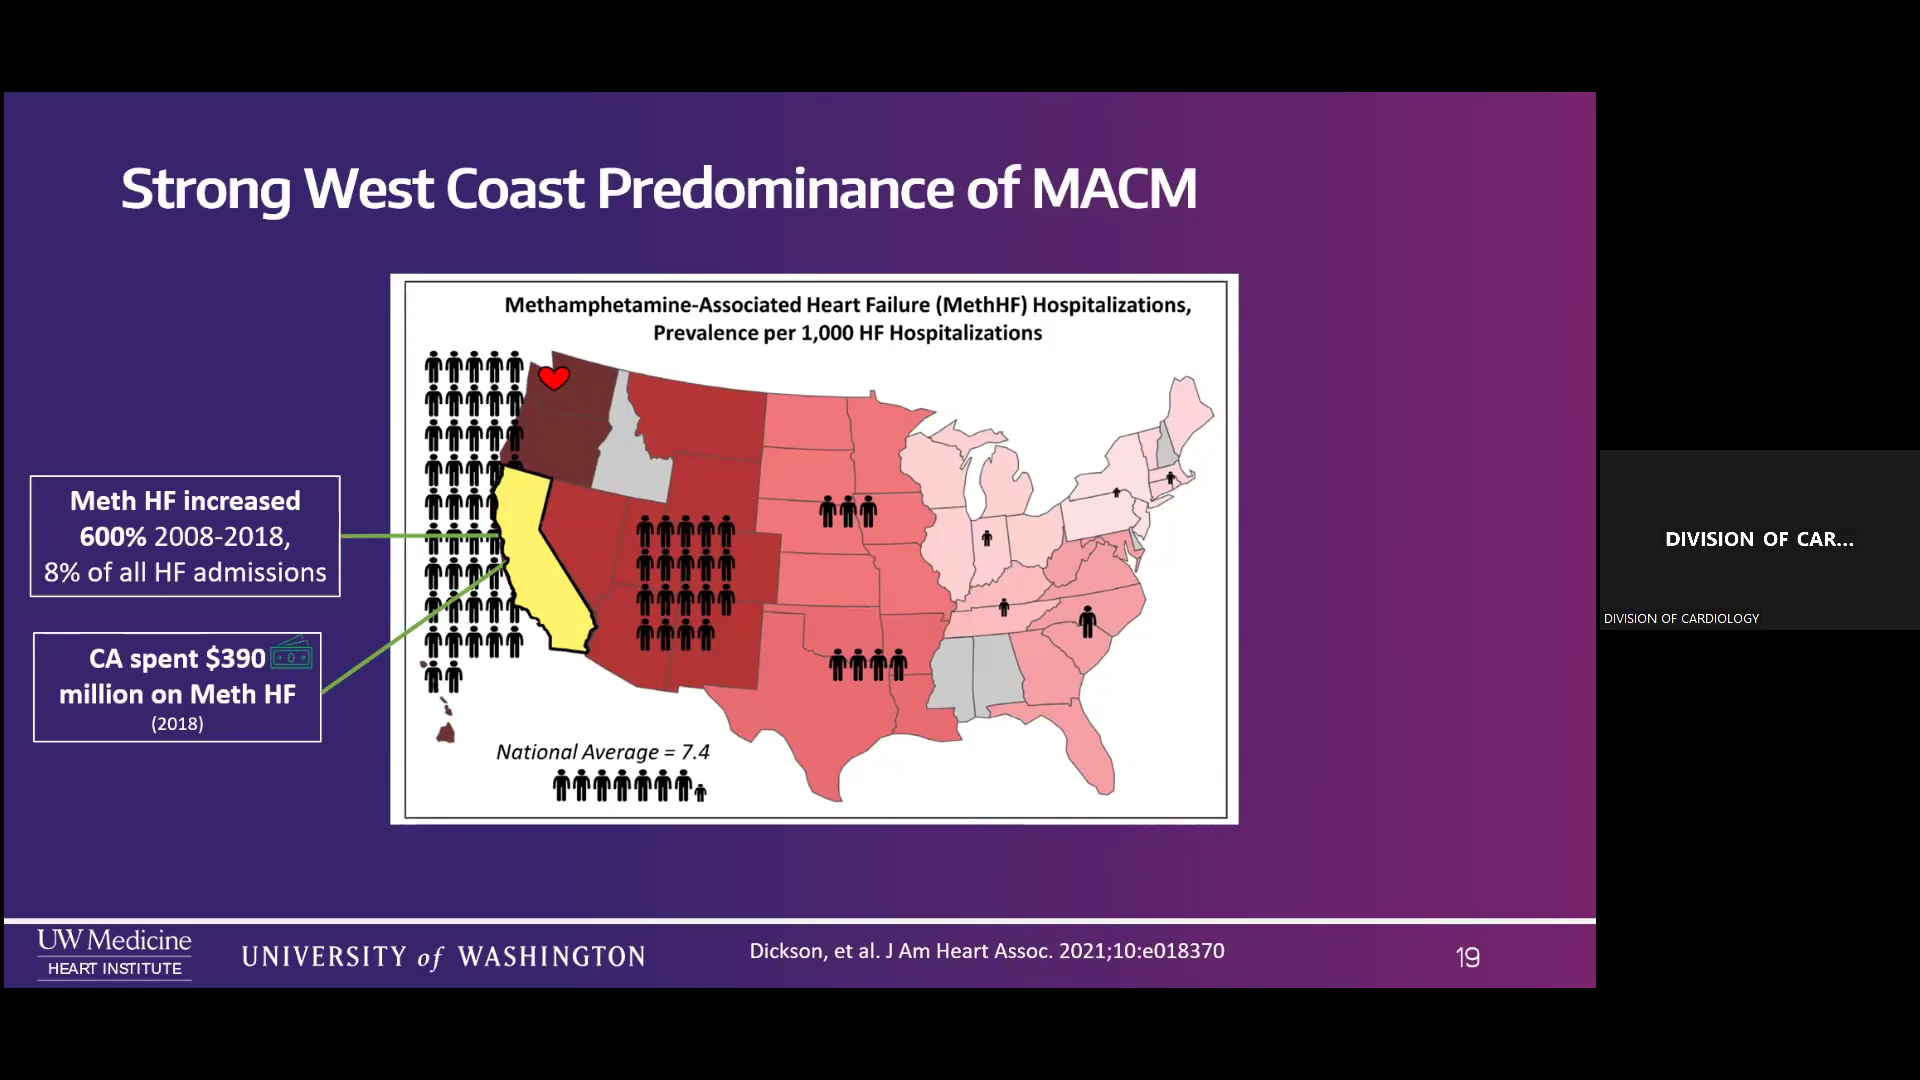 Strong West Coast Predominance of MACM
Methamphetamine-Associated Heart Failure (MethHF) Hospitalizations,
Prevalence per 1,000 HF Hospitalizations
Meth HF increased
600% 2008-2018,
8% of all HF admissions
CA spent $390
million on Meth HF
(2018)
National Average = 7.4
UW Medicine
HEART INSTITUTE
UNIVERSITY of WASHINGTON
Dickson, et al. J Am Heart Assoc. 2021;10:e018370
19
DIVISION OF CAR...
DIVISION OF CARDIOLOGY